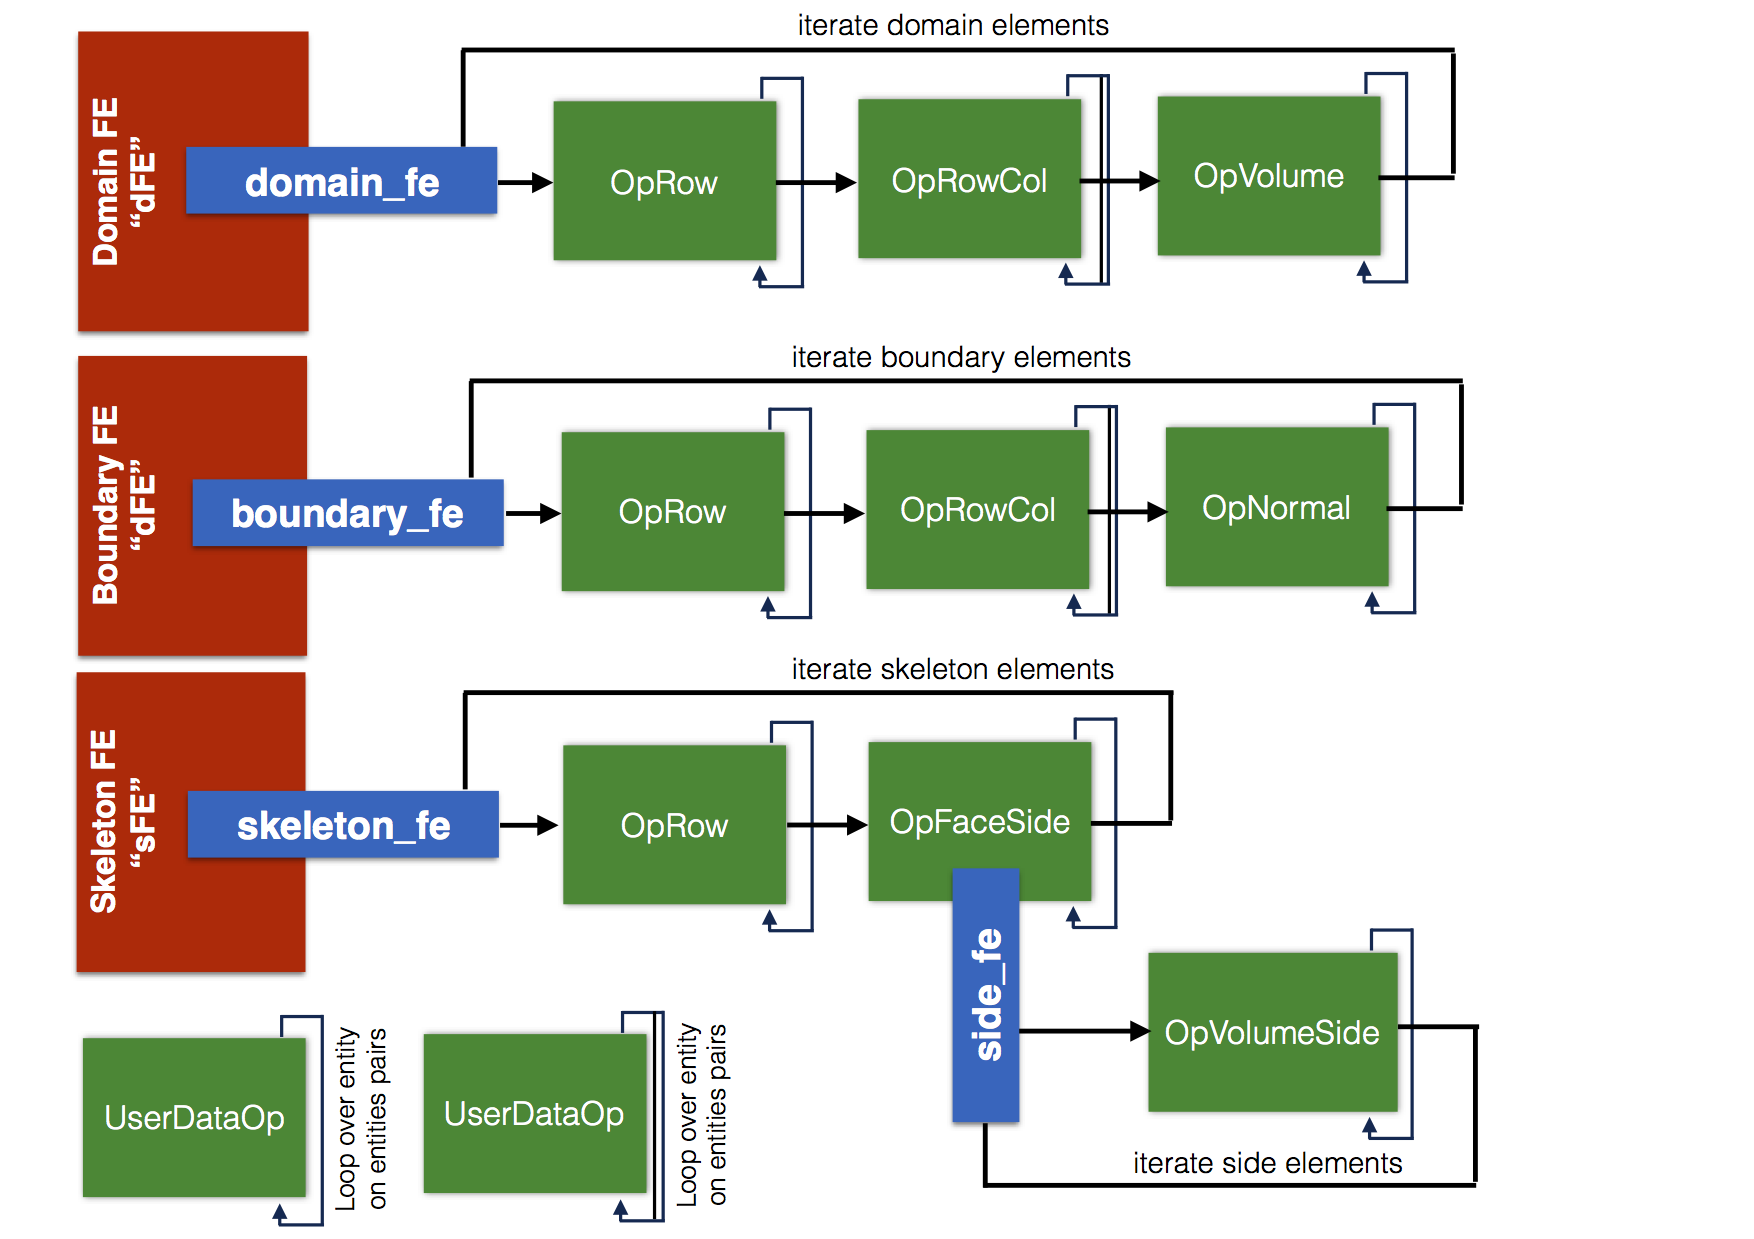 iterate domain elements
Domain FE
“dFE”
domain_fe
OpRow
OpRowCol
OpVolume
iterate boundary elements
Boundary FE
“dFE”
boundary_fe
OpRow
OpRowCol
OpNormal
iterate skeleton elements
Skeleton FE
“sFE”
skeleton_fe
OpRow
OpFaceSide
side_fe
OpVolumeSide
iterate side elements
UserDataOp
Loop over entity
on entities pairs
UserDataOp
Loop over entity
on entities pairs